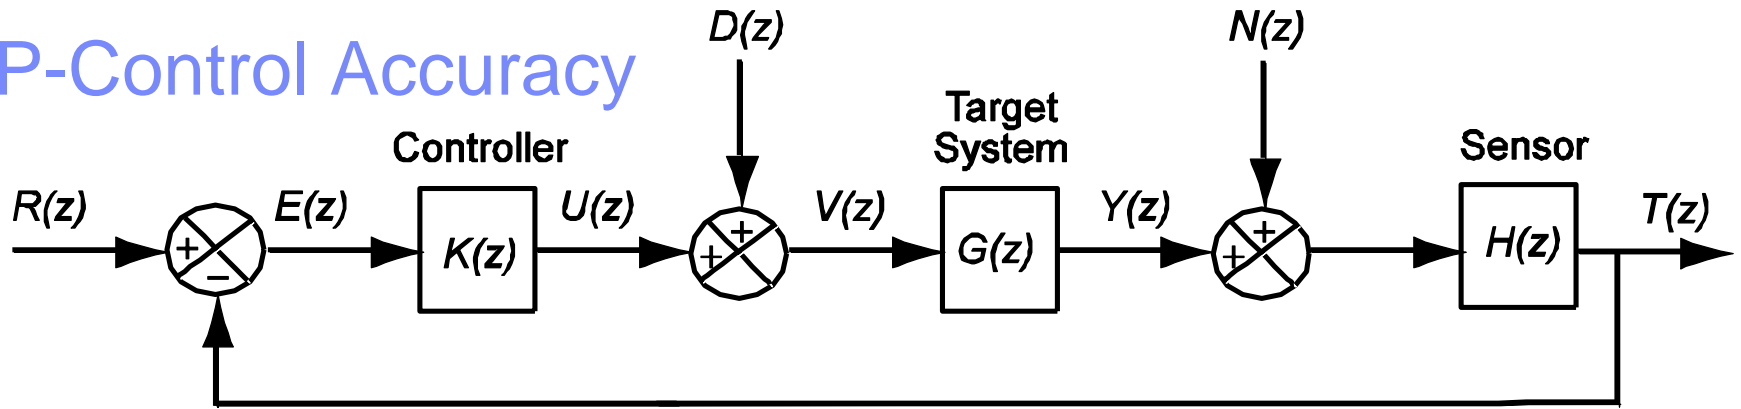 P-Control Accuracy
D(z)
N(z)
Controller
Target
System
Sensor
R(z)
E(z)
K(z)
U(z)
V(z)
G(z)
Y(z)
H(z)
T(z)
+
−
+
+
+
+